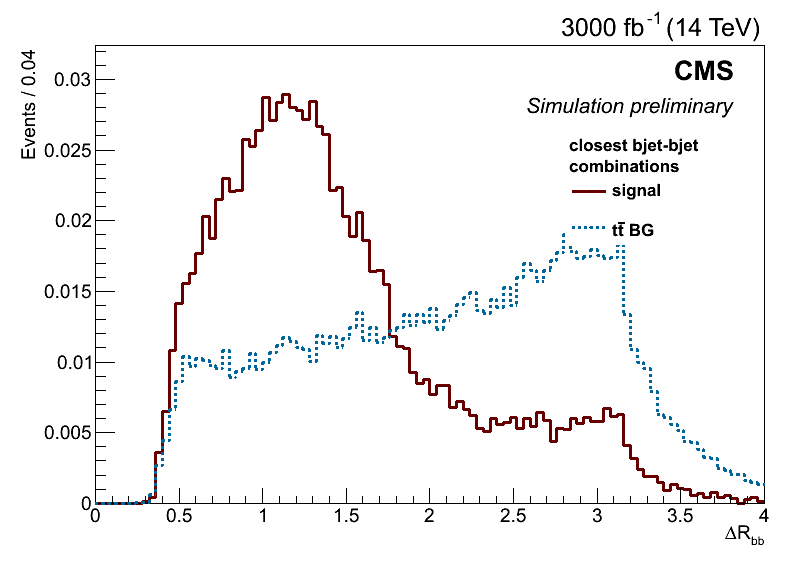 3000 fb⁻¹ (14 TeV)
Events / 0.04
CMS
Simulation preliminary
closest bjet-bjet
combinations
signal
tt̄ BG
0.03
0.025
0.02
0.015
0.01
0.005
0
0 0.5 1 1.5 2 2.5 3 3.5 4
ΔR_bb